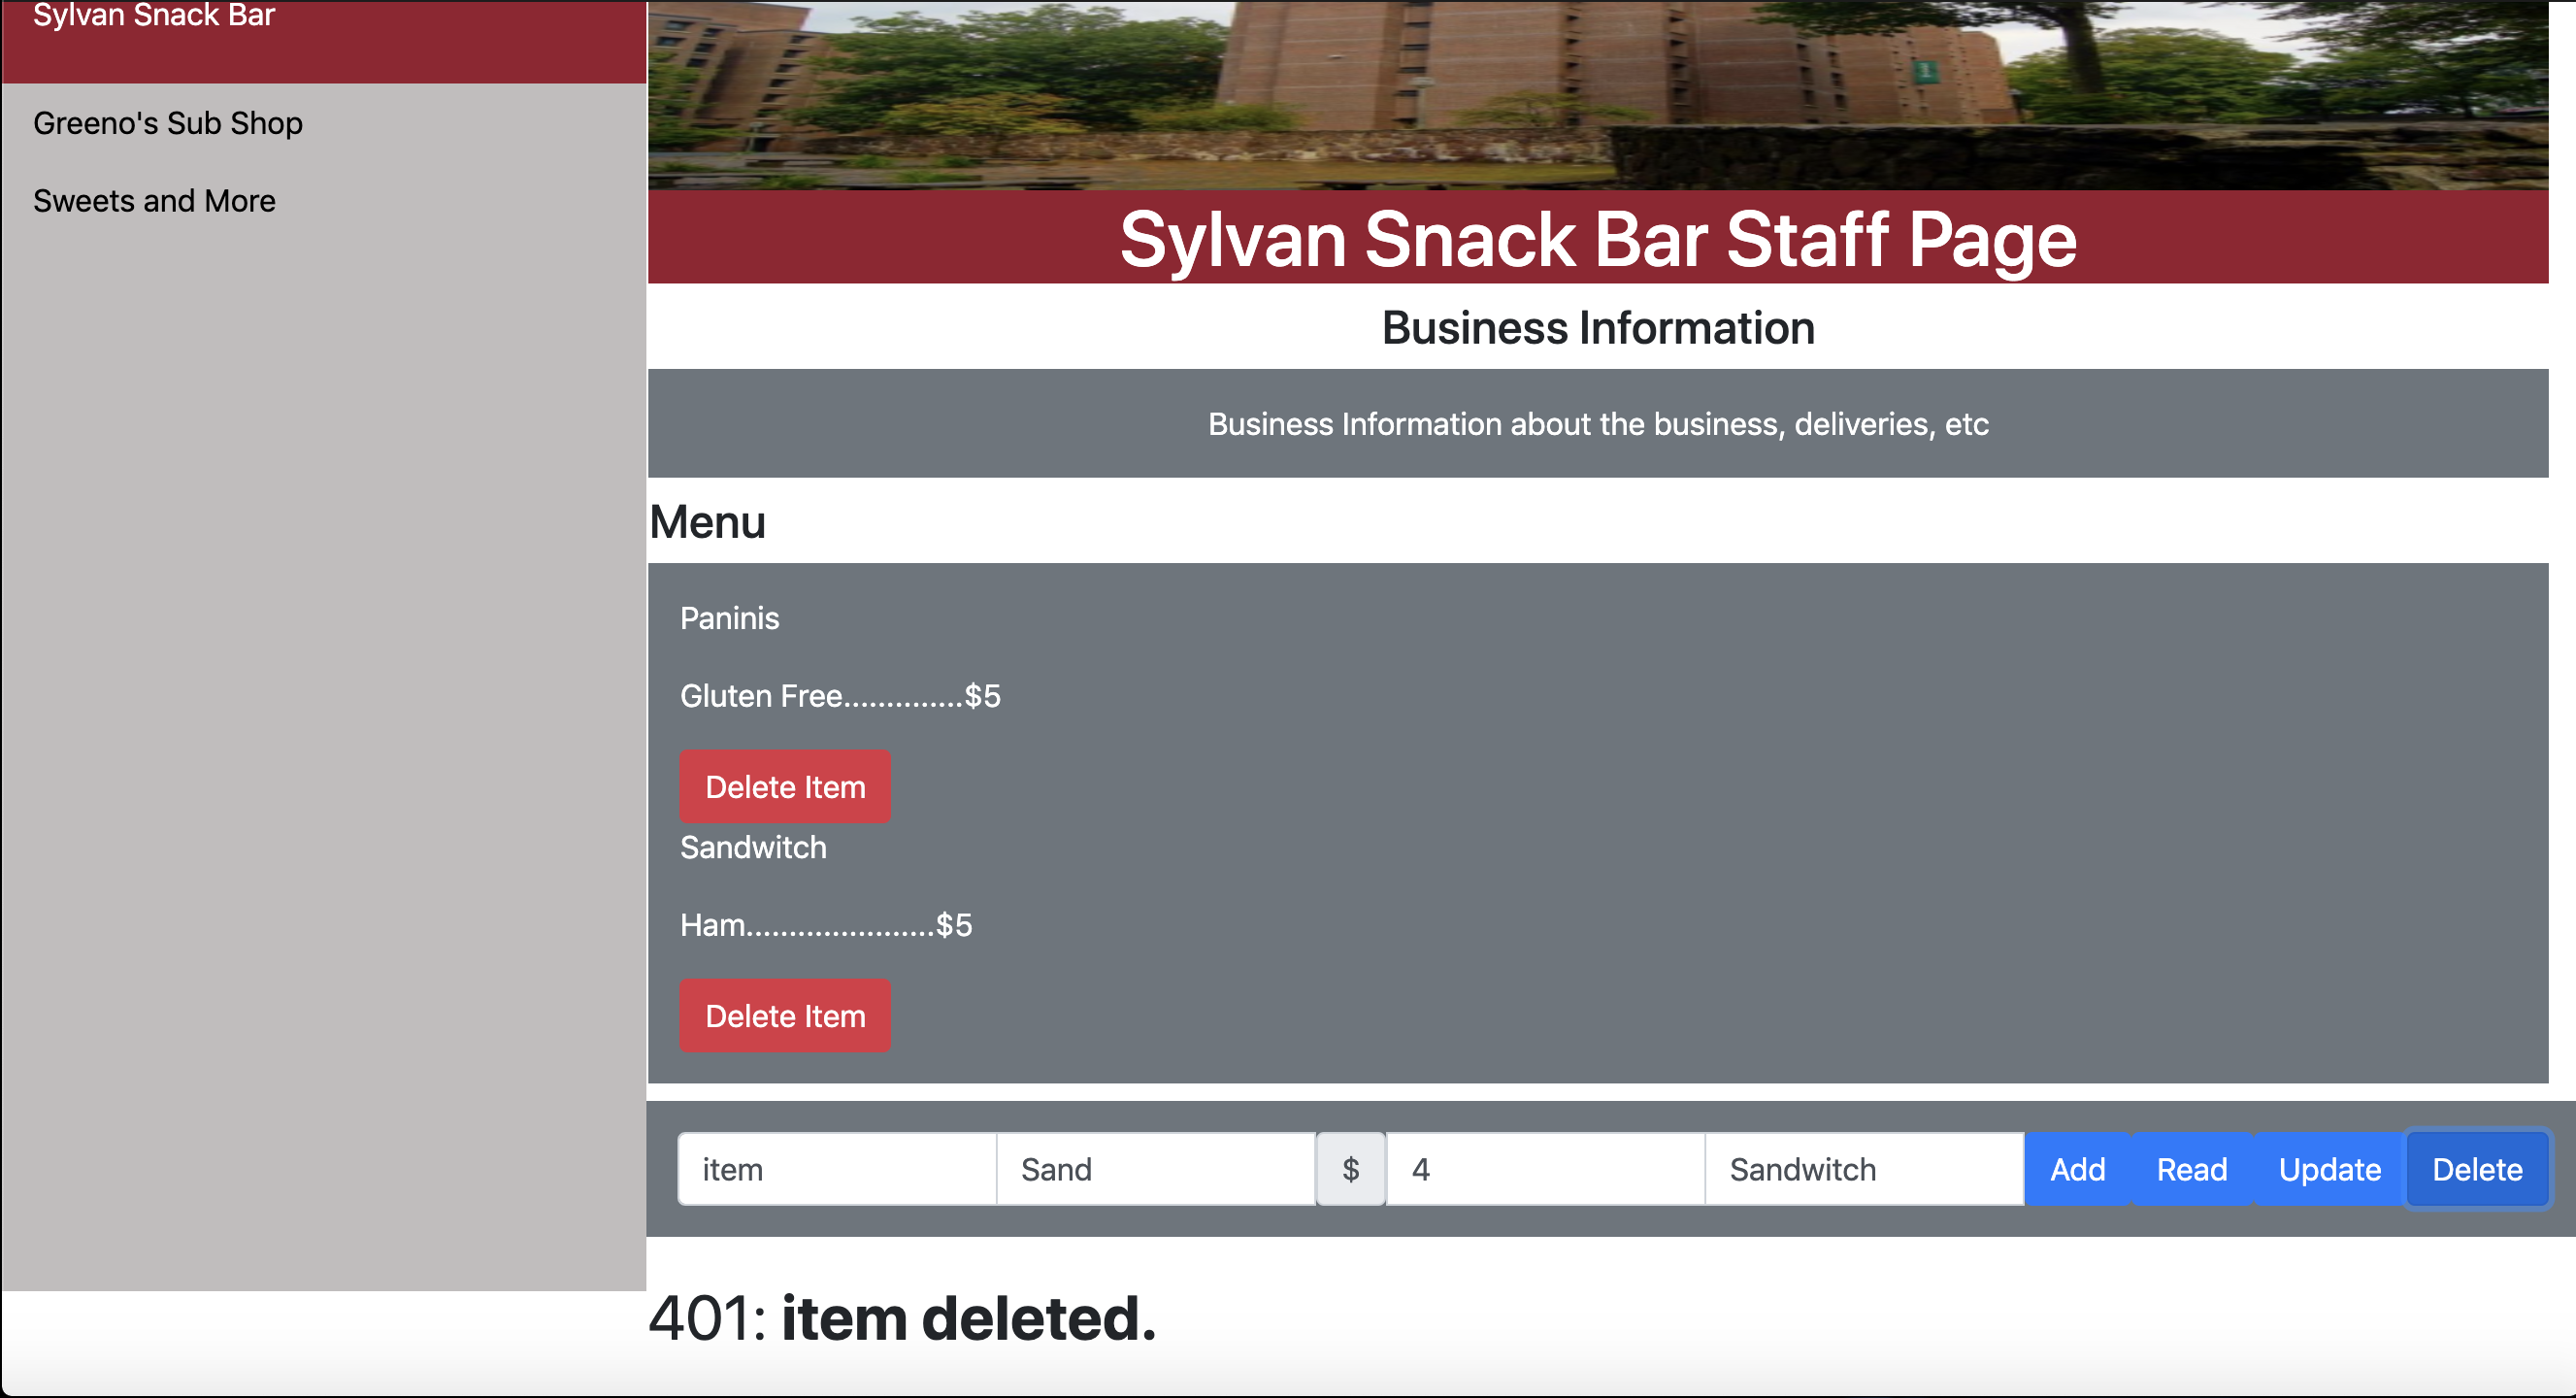 Sylvan Snack Bar
Greeno's Sub Shop
Sweets and More
Sylvan Snack Bar Staff Page
Business Information
Business Information about the business, deliveries, etc
Menu
Paninis
Gluten Free..............$5
Delete Item
Sandwitch
Ham......................$5
Delete Item
item Sand $ 4 Sandwitch Add Read Update Delete
401: item deleted.